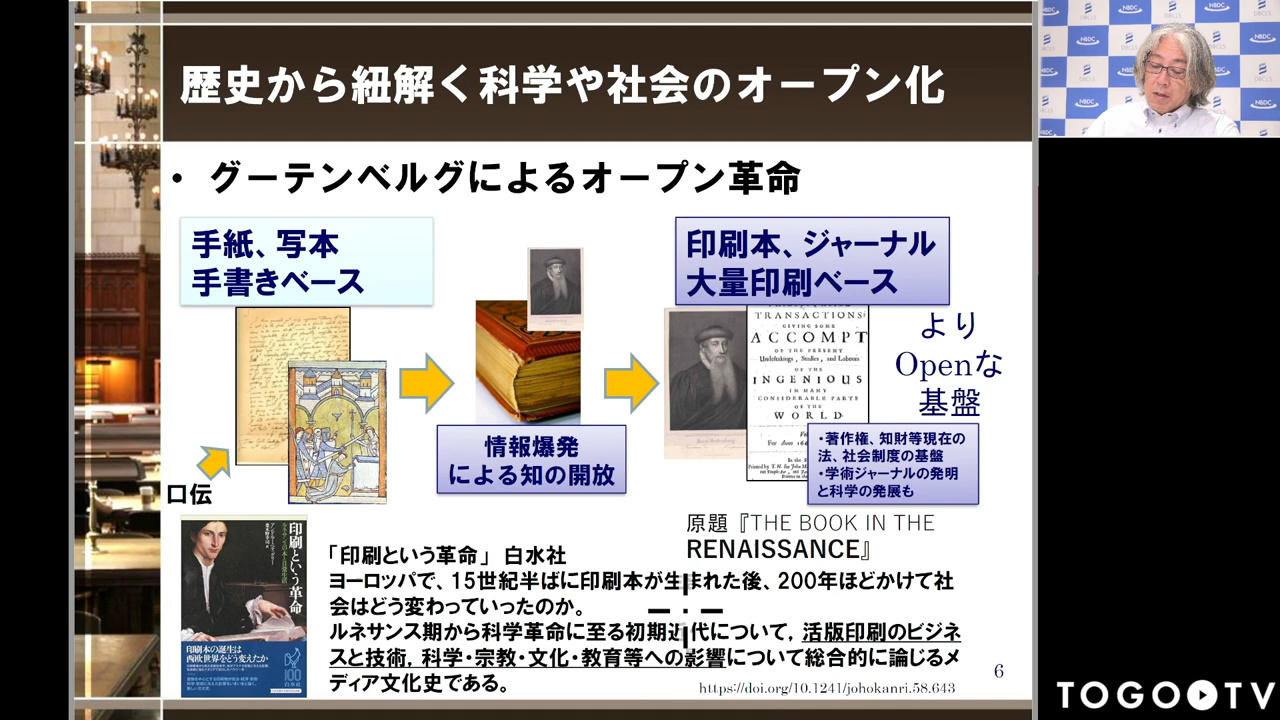 歴史から紐解く科学や社会のオープン化
• グーテンベルグによるオープン革命
手紙、写本
手書きベース
印刷本、ジャーナル
大量印刷ベース
より
Openな
基盤
口伝
情報爆発
による知の開放
TRANSACTIONS
GIVING SOME
ACCOMPT
OF THE PRESENT
Undertakings, Studies, and Labours
OF THE
INGENIOUS
IN MANY
CONSIDERABLE PARTS
OF THE
WORLD
・著作権、知財等現在の
法、社会制度の基盤
・学術ジャーナルの発明
と科学の発展も
原題『THE BOOK IN THE
RENAISSANCE』
印刷という革命
印刷本の誕生は
西欧世界をどう変えたか
100
白水社
「印刷という革命」 白水社
ヨーロッパで、15世紀半ばに印刷本が生まれた後、200年ほどかけて社
会はどう変わっていったのか。
ルネサンス期から科学革命に至る初期近代について，活版印刷のビジネ
スと技術，科学・宗教・文化・教育等への影響について総合的に論じるメ
ディア文化史である。
https://doi.org/10.1241/johokanri.58.643
6
NBDC
DBCLS
TOGO TV